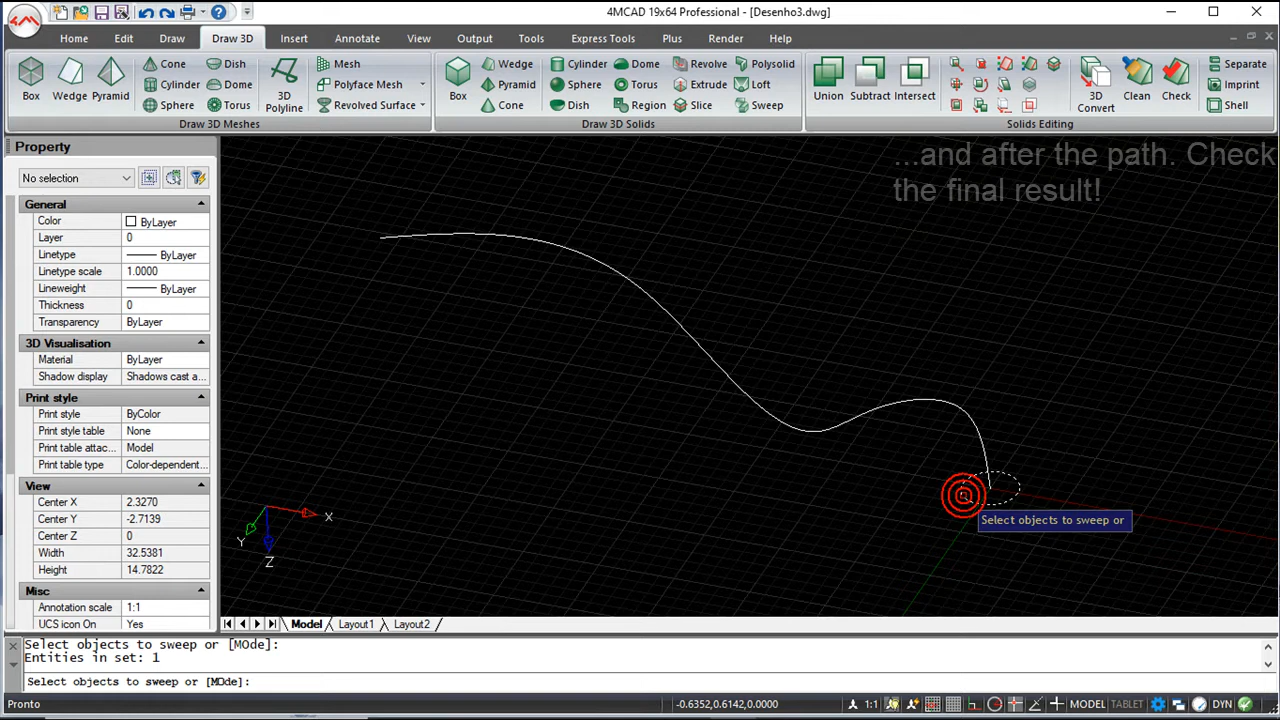 4MCAD 19x64 Professional - [Desenho3.dwg]
Home Edit Draw Draw 3D Insert Annotate View Output Tools Express Tools Plus Render Help
Box Wedge Pyramid Cone Cylinder Sphere Dish Dome Torus 3D Polyline Mesh Polyface Mesh Revolved Surface
Draw 3D Meshes
Box Wedge Pyramid Cone Cylinder Sphere Dish Dome Torus Region Revolve Extrude Slice Polysolid Loft Sweep
Draw 3D Solids
Union Subtract Intersect 3D Convert Clean Check Separate Imprint Shell
Solids Editing
Property
No selection
General
Color ByLayer
Layer 0
Linetype ByLayer
Linetype scale 1.0000
Lineweight ByLayer
Thickness 0
Transparency ByLayer
3D Visualisation
Material ByLayer
Shadow display Shadows cast a...
Print style
Print style ByColor
Print style table None
Print table attac... Model
Print table type Color-dependent...
View
Center X 2.3270
Center Y -2.7139
Center Z 0
Width 32.5381
Height 14.7822
Misc
Annotation scale 1:1
UCS icon On Yes
...and after the path. Check
the final result!
X
Y
Z
Select objects to sweep or
Model Layout1 Layout2
Select objects to sweep or [MOde]:
Entities in set: 1
Select objects to sweep or [MOde]:
Pronto -0.6352,0.6142,0.0000 1:1 MODEL TABLET DYN